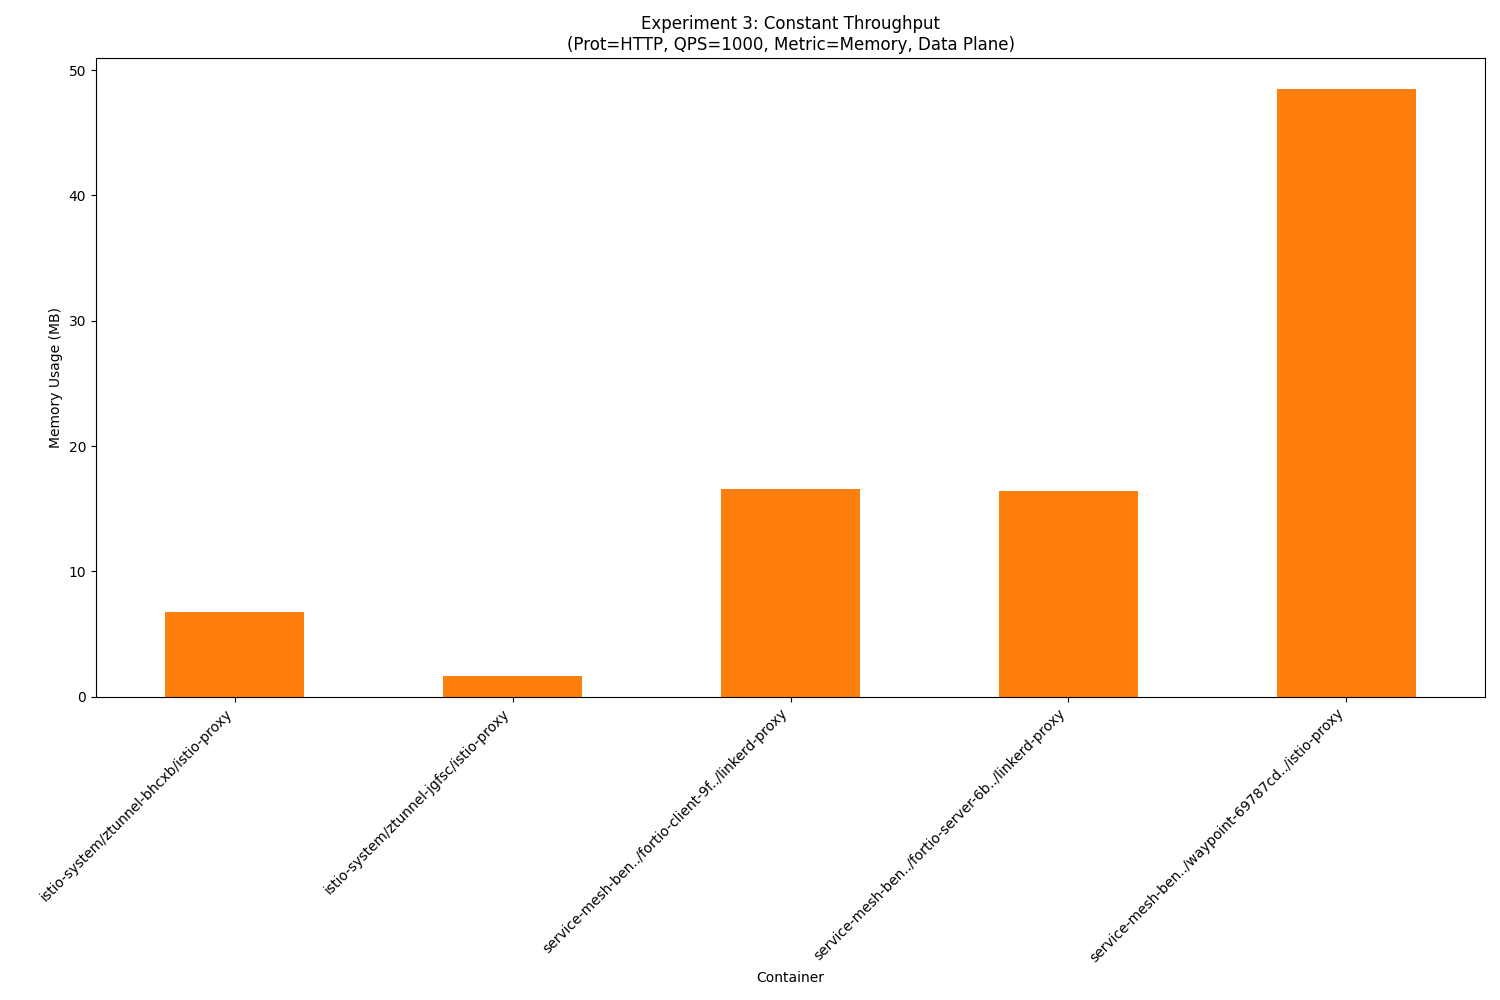 Experiment 3: Constant Throughput
(Prot=HTTP, QPS=1000, Metric=Memory, Data Plane)
Memory Usage (MB)
50
40
30
20
10
0
istio-system/ztunnel-bhcxb/istio-proxy
istio-system/ztunnel-jgfsc/istio-proxy
service-mesh-ben../fortio-client-9f../linkerd-proxy
service-mesh-ben../fortio-server-6b../linkerd-proxy
service-mesh-ben../waypoint-69787cd../istio-proxy
Container